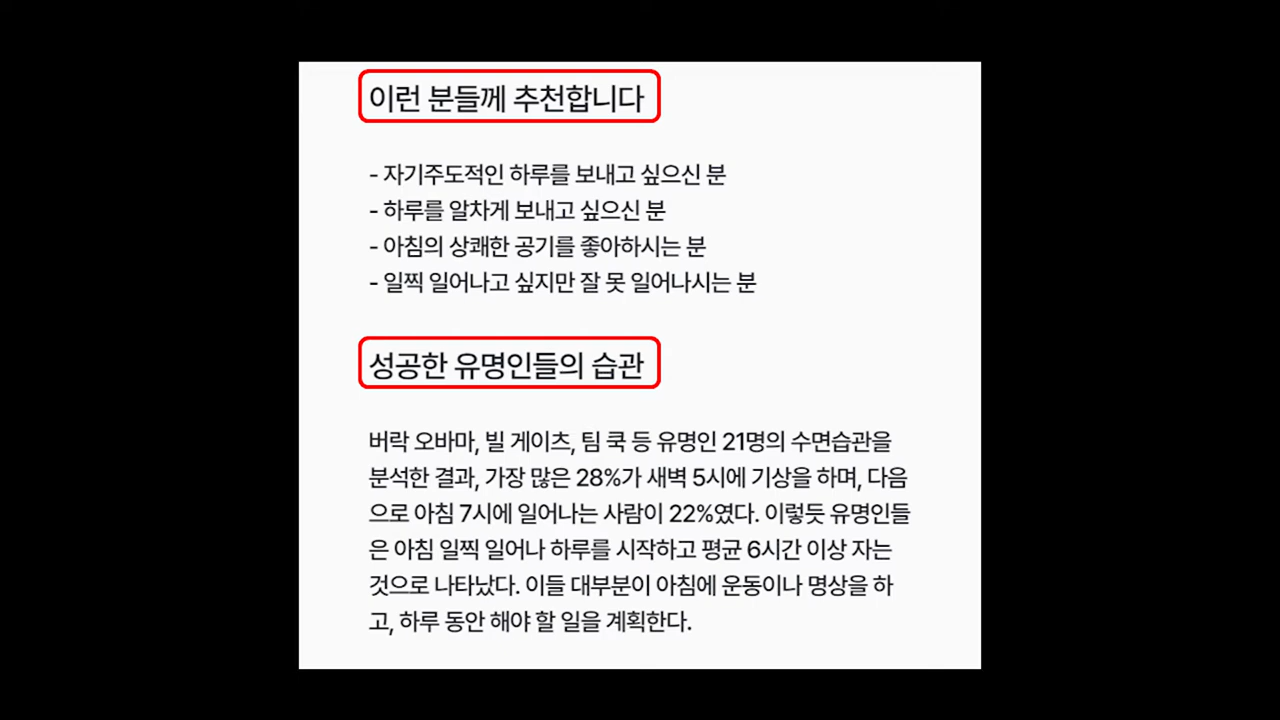 이런 분들께 추천합니다
- 자기주도적인 하루를 보내고 싶으신 분
- 하루를 알차게 보내고 싶으신 분
- 아침의 상쾌한 공기를 좋아하시는 분
- 일찍 일어나고 싶지만 잘 못 일어나시는 분
성공한 유명인들의 습관
버락 오바마, 빌 게이츠, 팀 쿡 등 유명인 21명의 수면습관을
분석한 결과, 가장 많은 28%가 새벽 5시에 기상을 하며, 다음
으로 아침 7시에 일어나는 사람이 22%였다. 이렇듯 유명인들
은 아침 일찍 일어나 하루를 시작하고 평균 6시간 이상 자는
것으로 나타났다. 이들 대부분이 아침에 운동이나 명상을 하
고, 하루 동안 해야 할 일을 계획한다.